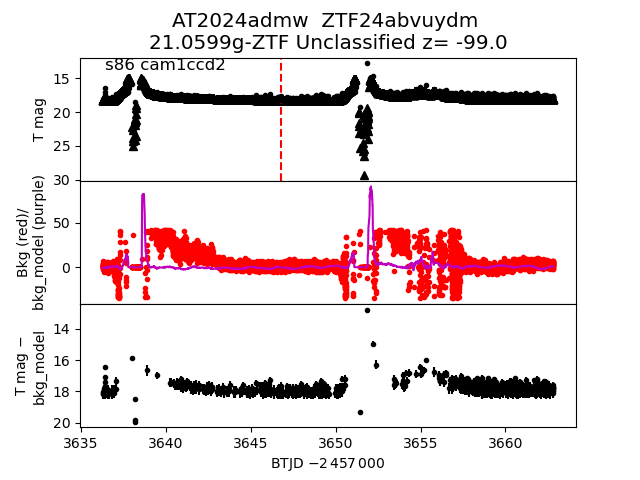 AT2024admw  ZTF24abvuydm
21.0599g-ZTF Unclassified z= -99.0
s86 cam1ccd2
T mag
15
20
25
30
Bkg (red)/
bkg_model (purple)
50
0
T mag −
bkg_model
14
16
18
20
3635 3640 3645 3650 3655 3660
BTJD −2 457 000